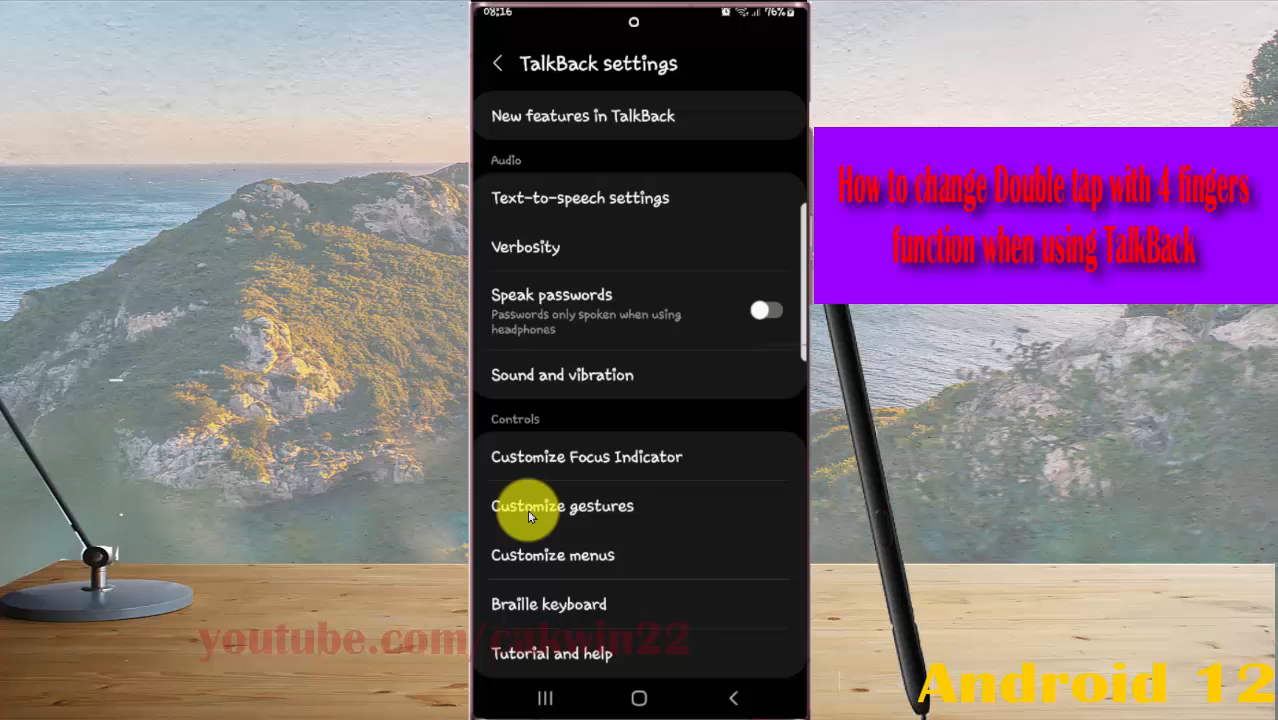 08:16
76%
TalkBack settings
New features in TalkBack
Audio
Text-to-speech settings
Verbosity
Speak passwords
Passwords only spoken when using
headphones
Sound and vibration
Controls
Customize Focus Indicator
Customize gestures
Customize menus
Braille keyboard
Tutorial and help
How to change Double tap with 4 fingers
function when using TalkBack
youtube.com/cakwin22
Android 12